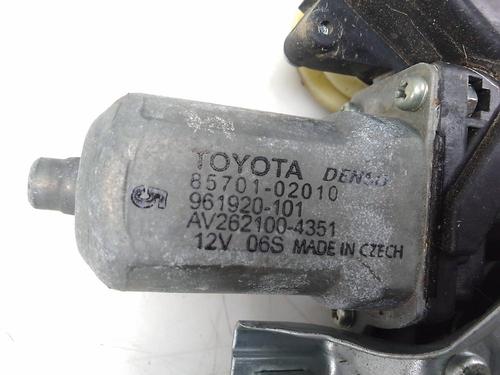 TOYOTA DENSO
85701-02010
961920-101
AV262100-4351
12V 06S MADE IN CZECH